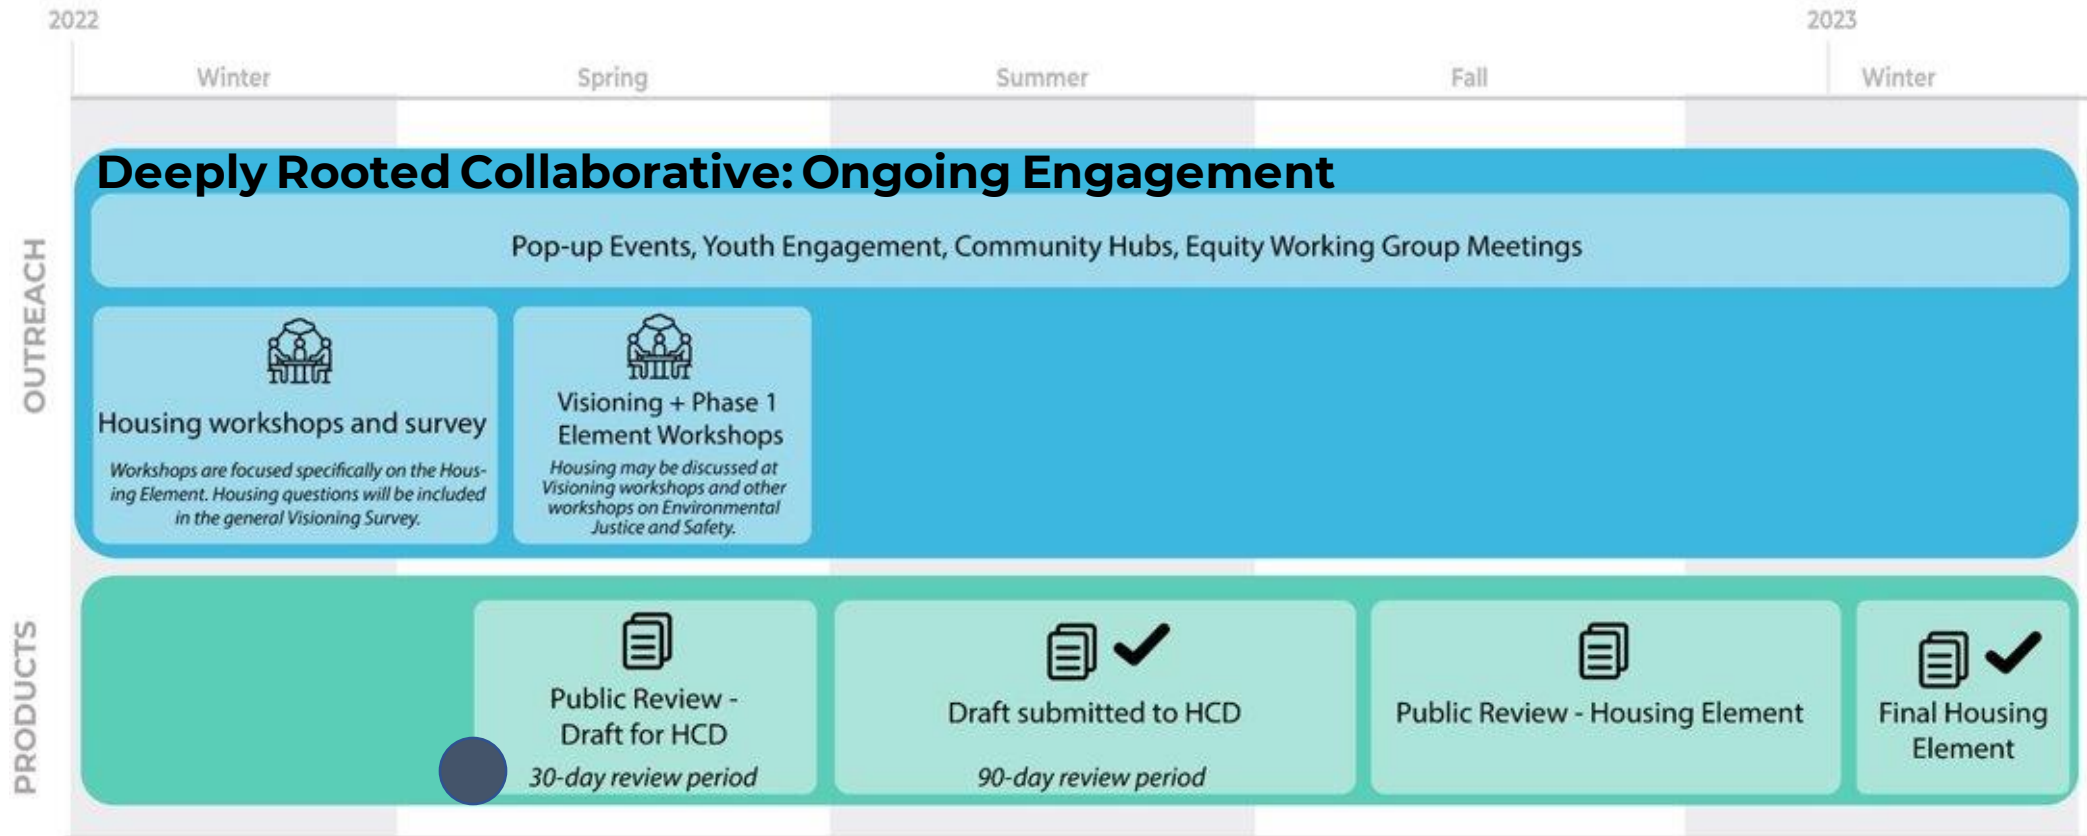 2022
2023
Winter
Spring
Summer
Fall
Winter
OUTREACH
Deeply Rooted Collaborative: Ongoing Engagement
Pop-up Events, Youth Engagement, Community Hubs, Equity Working Group Meetings
Housing workshops and survey
Workshops are focused specifically on the Hous-
ing Element. Housing questions will be included
in the general Visioning Survey.
Visioning + Phase 1
Element Workshops
Housing may be discussed at
Visioning workshops and other
workshops on Environmental
Justice and Safety.
PRODUCTS
Public Review -
Draft for HCD
30-day review period
Draft submitted to HCD
90-day review period
Public Review - Housing Element
Final Housing
Element